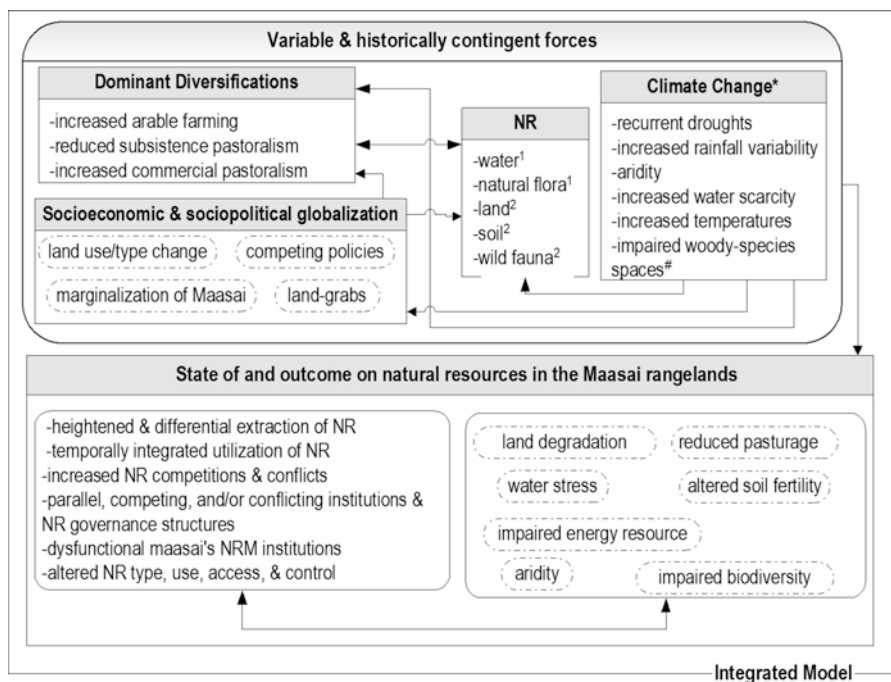 Variable & historically contingent forces
Dominant Diversifications
-increased arable farming
-reduced subsistence pastoralism
-increased commercial pastoralism
Socioeconomic & sociopolitical globalization
land use/type change
competing policies
marginalization of Maasai
land-grabs
NR
-water¹
-natural flora¹
-land²
-soil²
-wild fauna²
Climate Change*
-recurrent droughts
-increased rainfall variability
-aridity
-increased water scarcity
-increased temperatures
-impaired woody-species
spaces#
State of and outcome on natural resources in the Maasai rangelands
-heightened & differential extraction of NR
-temporally integrated utilization of NR
-increased NR competitions & conflicts
-parallel, competing, and/or conflicting institutions &
NR governance structures
-dysfunctional maasai's NRM institutions
-altered NR type, use, access, & control
land degradation
reduced pasturage
water stress
altered soil fertility
impaired energy resource
aridity
impaired biodiversity
Integrated Model